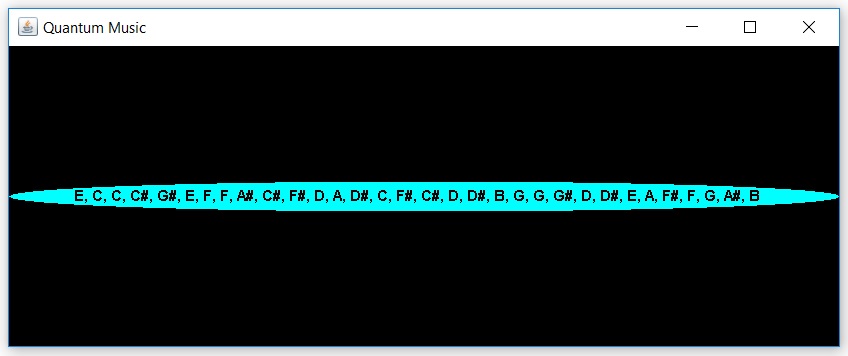 Quantum Music
E, C, C, C#, G#, E, F, F, A#, C#, F#, D, A, D#, C, F#, C#, D, D#, B, G, G, G#, D, D#, E, A, F#, F, G, A#, B